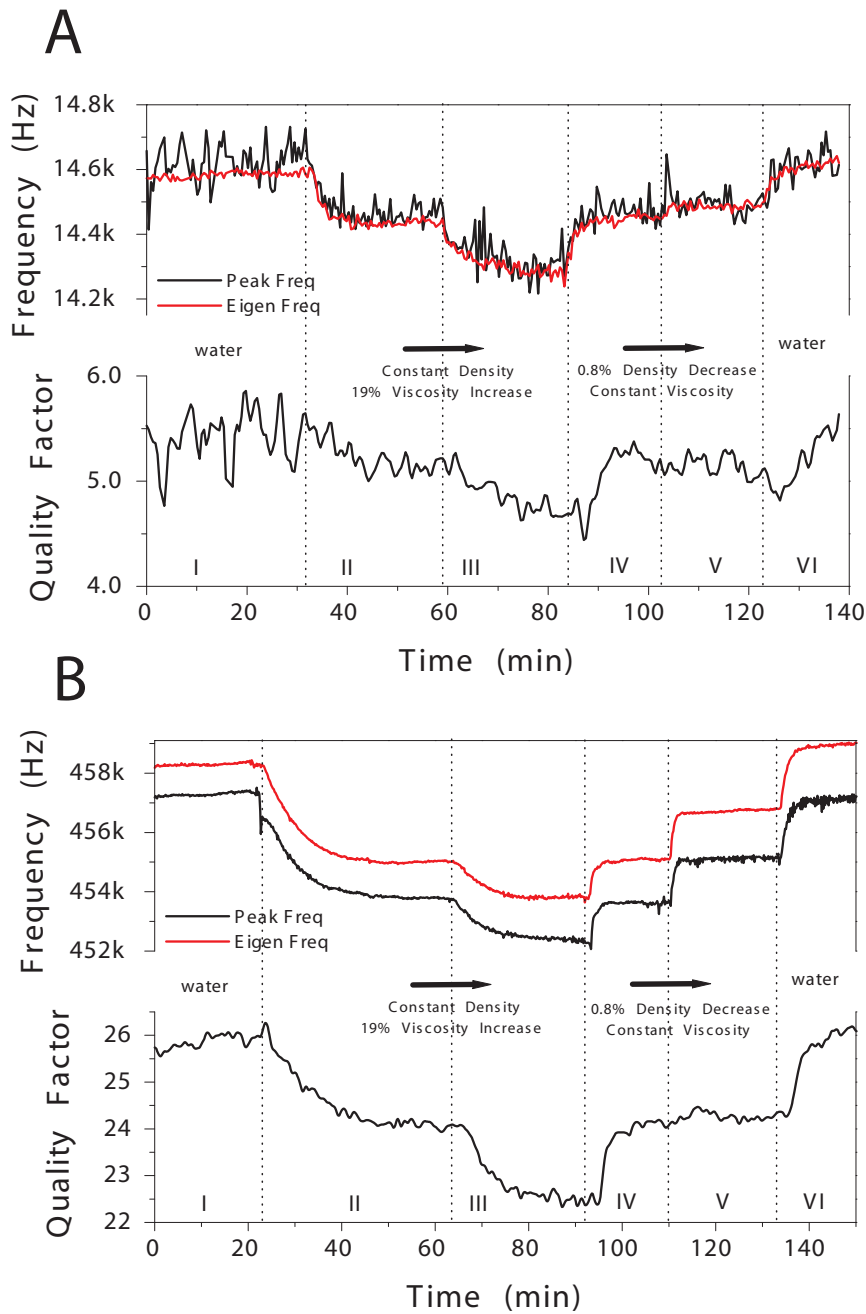 A
Frequency (Hz)
14.8k
14.6k
14.4k
14.2k
Peak Freq
Eigen Freq
water
Constant Density
19% Viscosity Increase
0.8% Density Decrease
Constant Viscosity
water
Quality Factor
6.0
5.0
4.0
I II III IV V VI
0 20 40 60 80 100 120 140
Time (min)
B
Frequency (Hz)
458k
456k
454k
452k
Peak Freq
Eigen Freq
water
Constant Density
19% Viscosity Increase
0.8% Density Decrease
Constant Viscosity
water
Quality Factor
26
24
23
22
I II III IV V VI
0 20 40 60 80 100 120 140
Time (min)